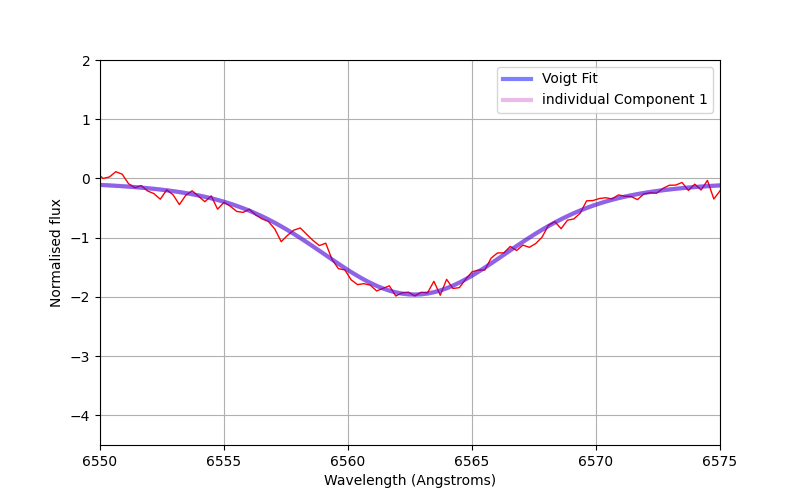 Voigt Fit
individual Component 1
2
1
0
−1
−2
−3
−4
Normalised flux
6550 6555 6560 6565 6570 6575
Wavelength (Angstroms)